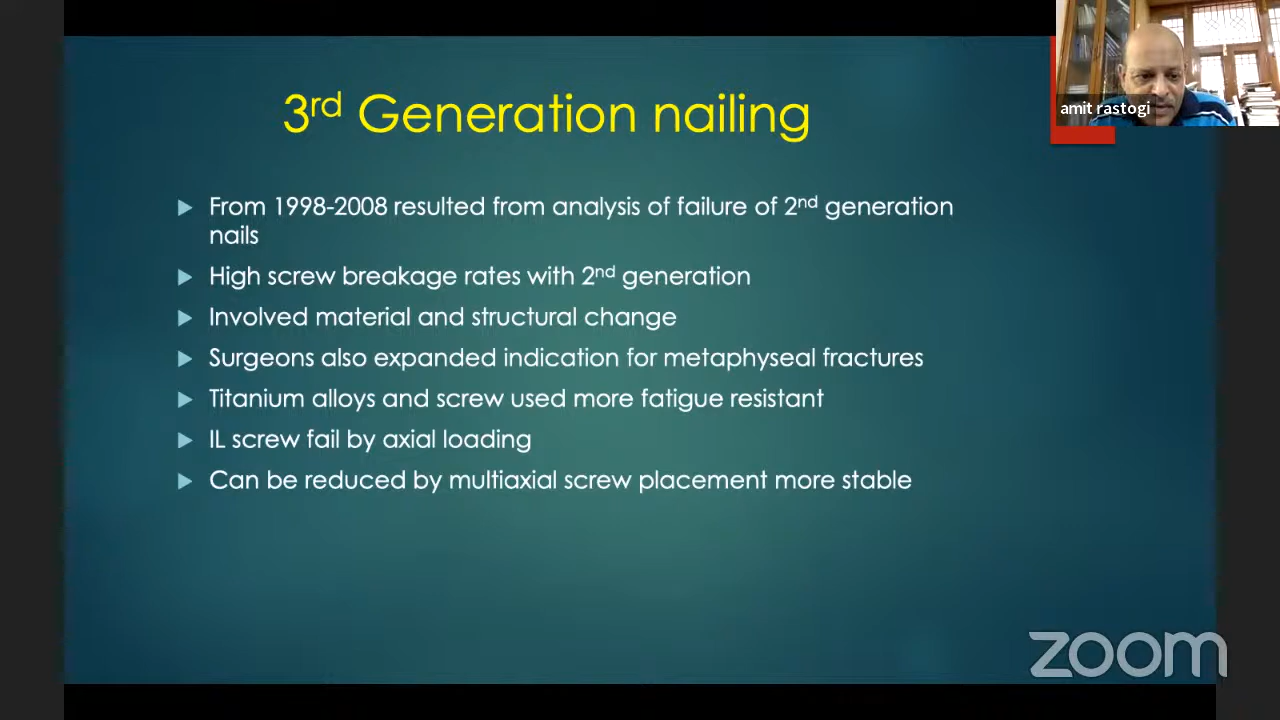 3rd Generation nailing
amit rastogi
From 1998-2008 resulted from analysis of failure of 2nd generation
nails
High screw breakage rates with 2nd generation
Involved material and structural change
Surgeons also expanded indication for metaphyseal fractures
Titanium alloys and screw used more fatigue resistant
IL screw fail by axial loading
Can be reduced by multiaxial screw placement more stable
zoom